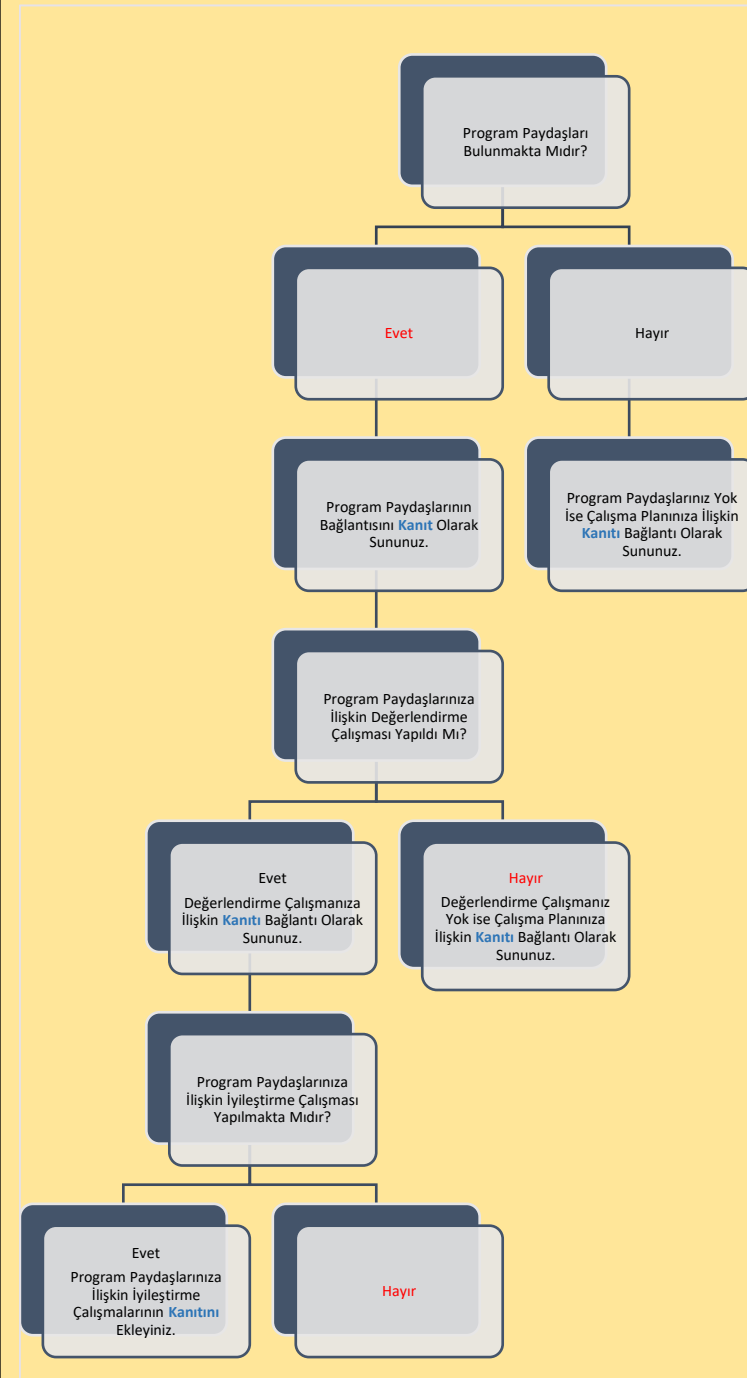 Program Paydaşları
Bulunmakta Mıdır?
Evet
Hayır
Program Paydaşlarının
Bağlantısını Kanıt Olarak
Sununuz.
Program Paydaşlarınız Yok
İse Çalışma Planınıza İlişkin
Kanıtı Bağlantı Olarak
Sununuz.
Program Paydaşlarınıza
İlişkin Değerlendirme
Çalışması Yapıldı Mı?
Evet
Değerlendirme Çalışmanıza
İlişkin Kanıtı Bağlantı Olarak
Sununuz.
Hayır
Değerlendirme Çalışmanız
Yok ise Çalışma Planınıza
İlişkin Kanıtı Bağlantı Olarak
Sununuz.
Program Paydaşlarınıza
İlişkin İyileştirme Çalışması
Yapılmakta Mıdır?
Evet
Program Paydaşlarınıza
İlişkin İyileştirme
Çalışmalarının Kanıtını
Ekleyiniz.
Hayır